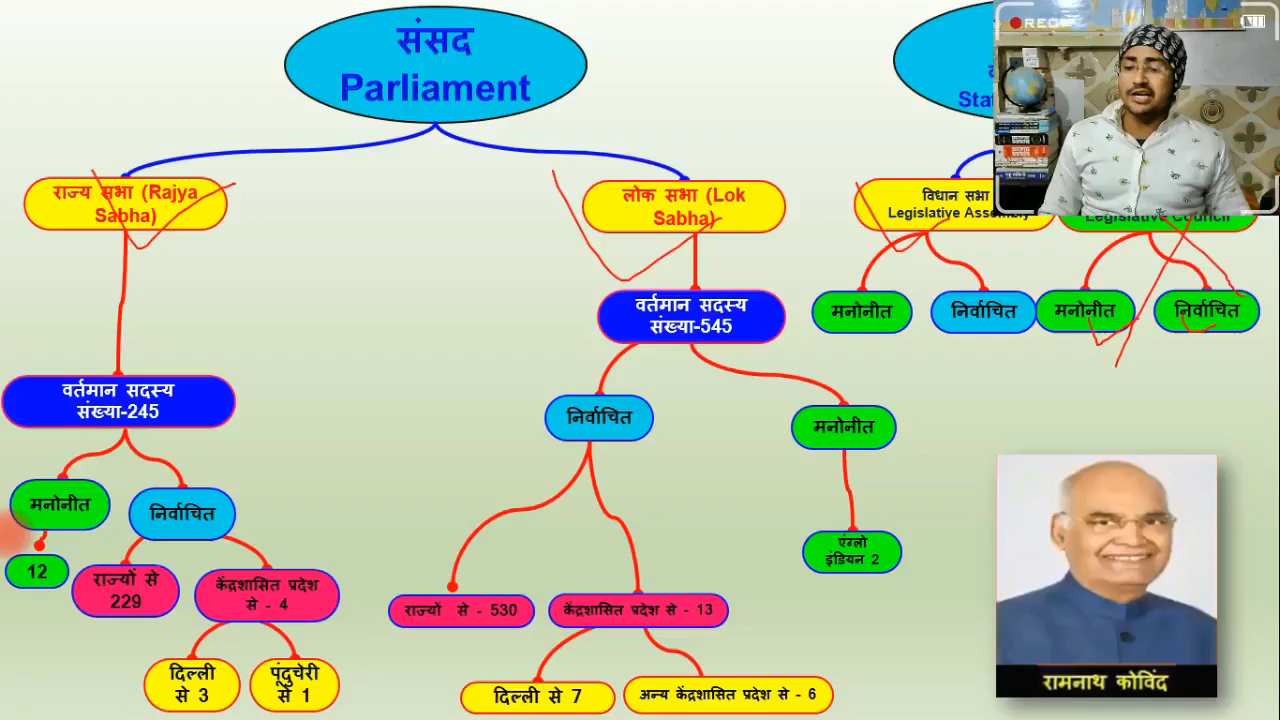 संसद
Parliament
Stat
REC
राज्य सभा (Rajya
Sabha)
लोक सभा (Lok
Sabha)
विधान सभा
Legislative Assembly
Legislative Council
वर्तमान सदस्य
संख्या-545
मनोनीत
निर्वाचित
मनोनीत
निर्वाचित
वर्तमान सदस्य
संख्या-245
निर्वाचित
मनोनीत
मनोनीत
निर्वाचित
एंग्लो
इंडियन 2
12
राज्यों से
229
केंद्रशासित प्रदेश
से - 4
राज्यों से - 530
केंद्रशासित प्रदेश से - 13
दिल्ली
से 3
पूंदुचेरी
से 1
दिल्ली से 7
अन्य केंद्रशासित प्रदेश से - 6
रामनाथ कोविंद